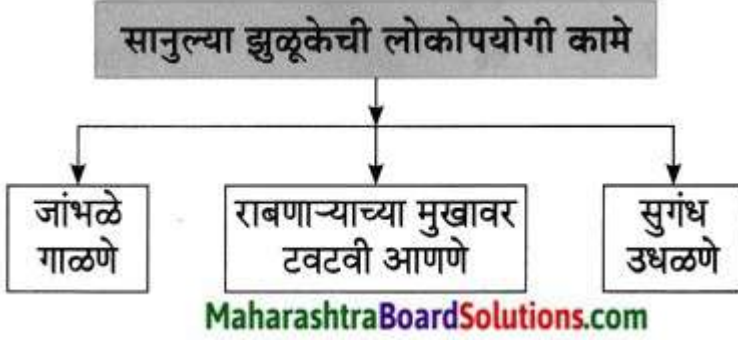 सानुल्या झुळूकेची लोकोपयोगी कामे
जांभळे
गाळणे
राबणाऱ्याच्या मुखावर
टवटवी आणणे
सुगंध
उधळणे
MaharashtraBoardSolutions.com